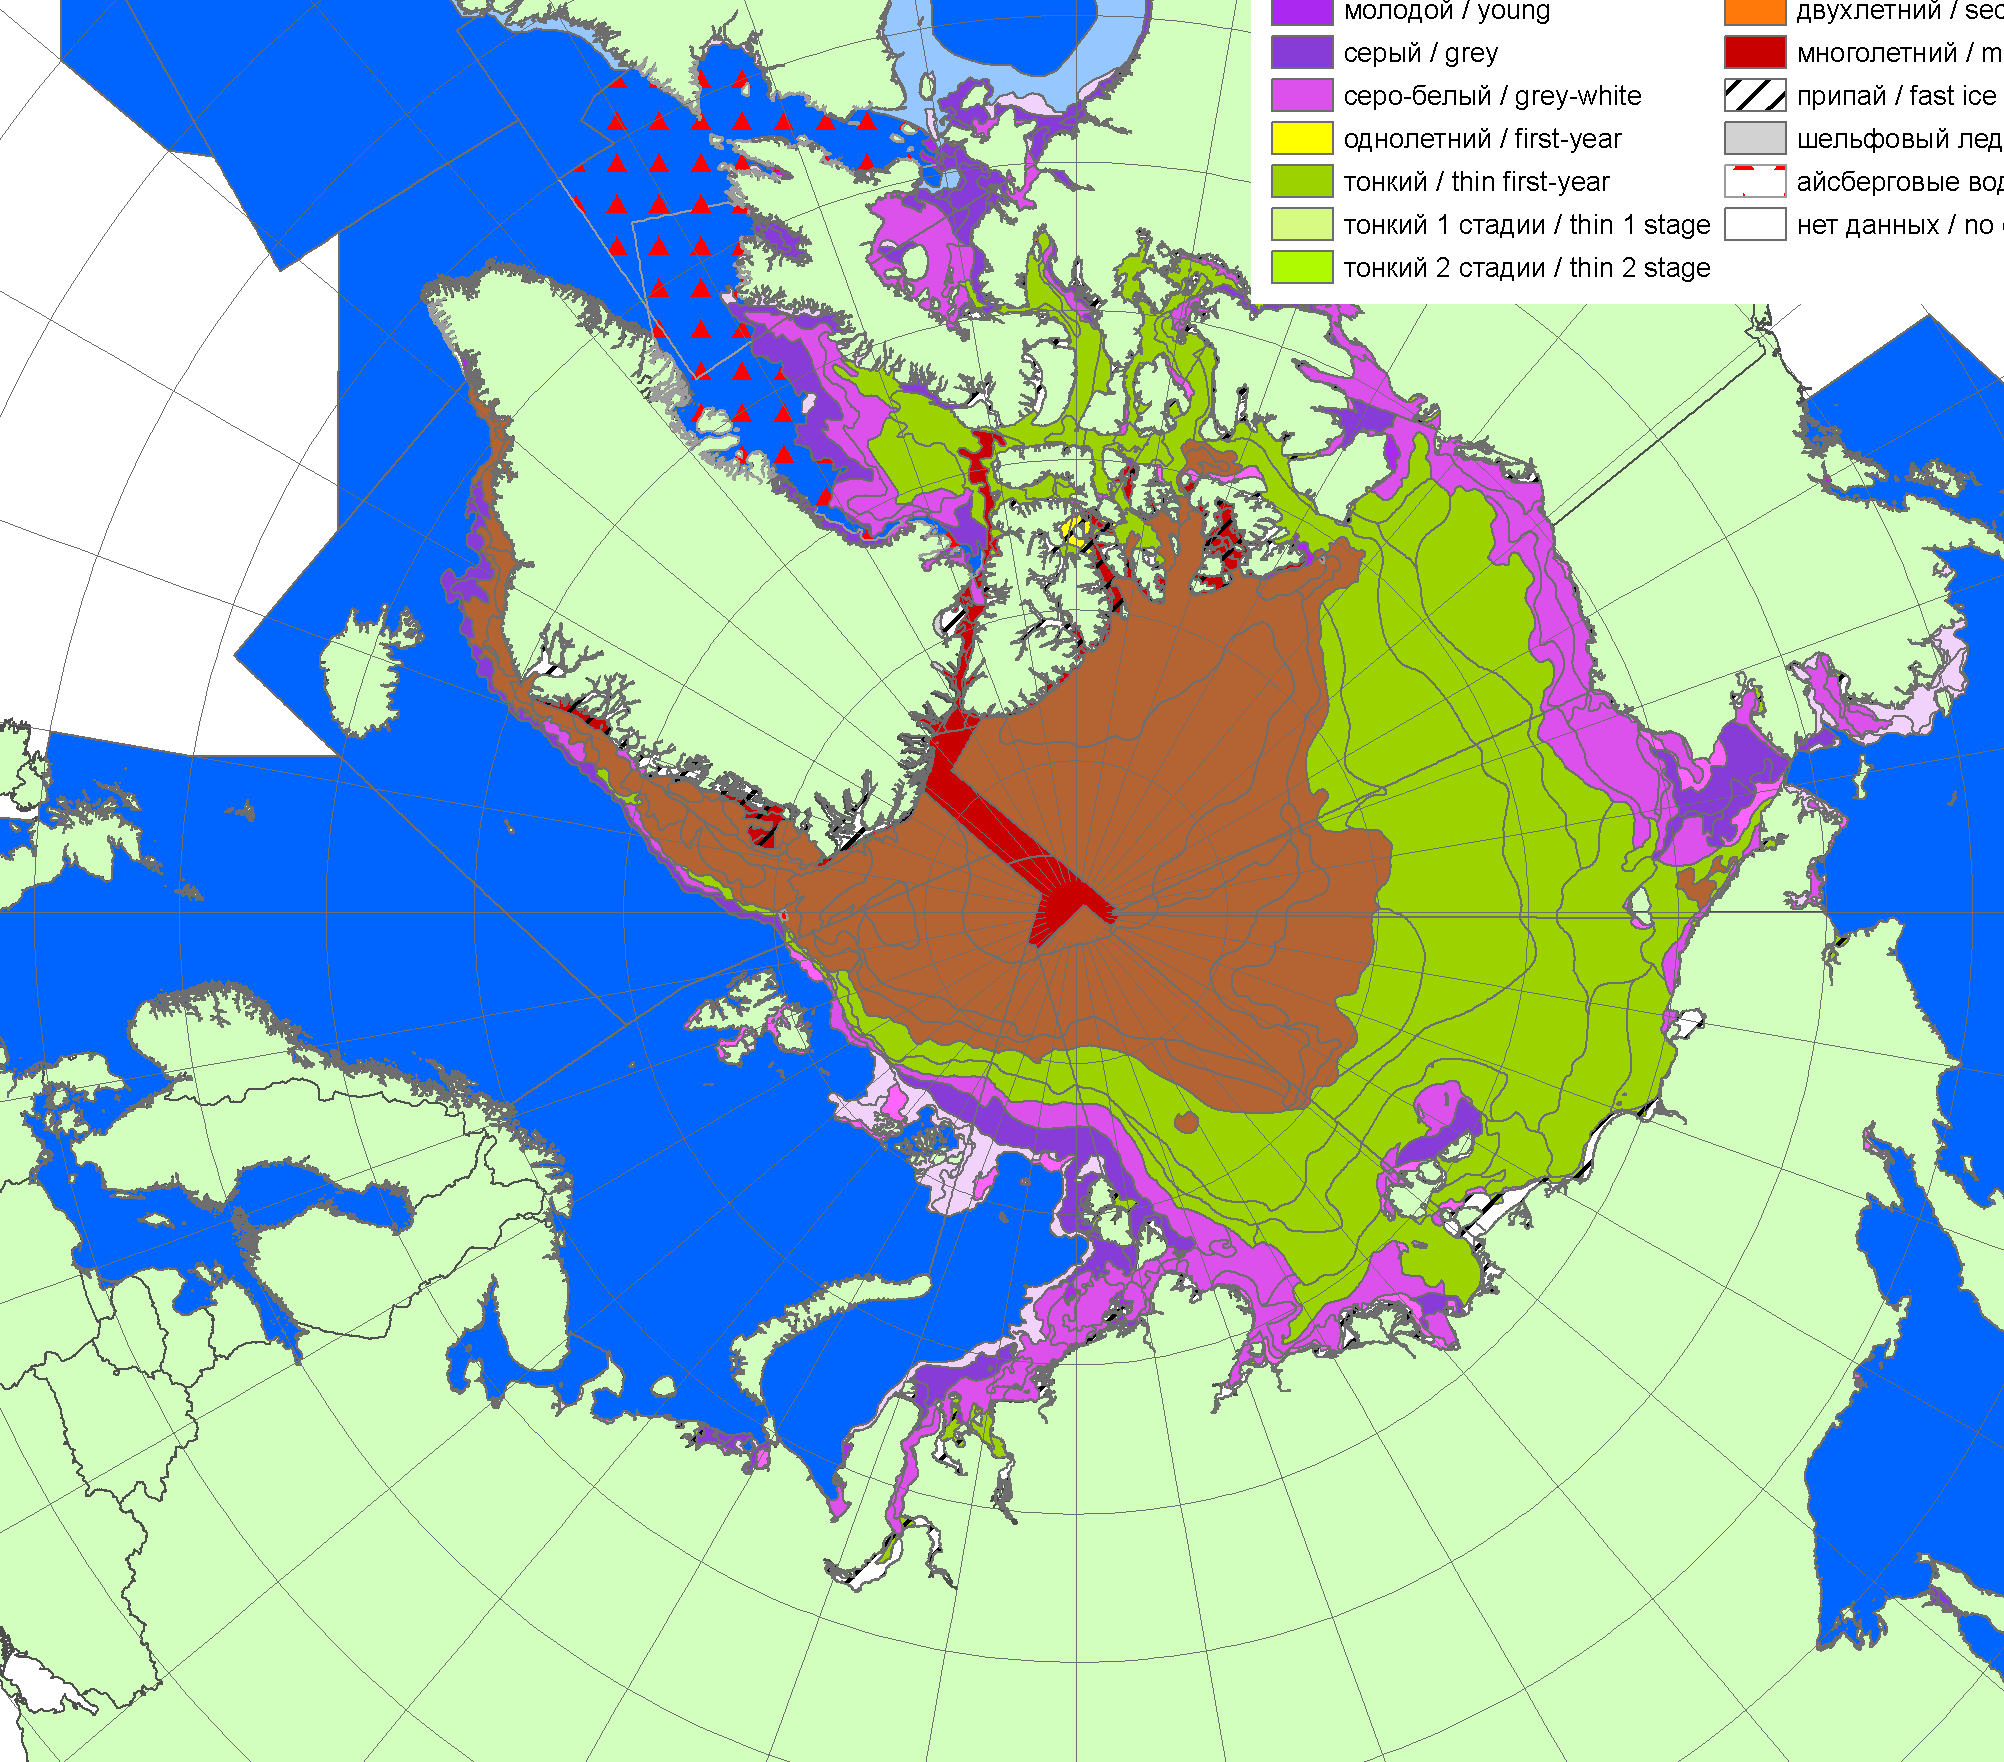 молодой / young
серый / grey
серо-белый / grey-white
однолетний / first-year
тонкий / thin first-year
тонкий 1 стадии / thin 1 stage
тонкий 2 стадии / thin 2 stage
двухлетний / sec
многолетний / m
припай / fast ice
шельфовый лед
айсберговые вод
нет данных / no